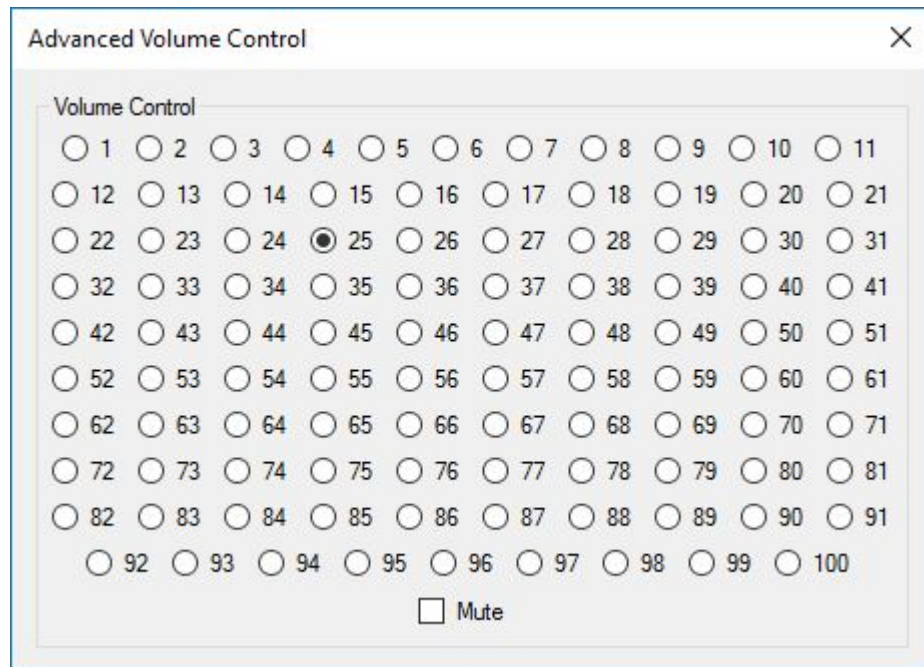 Advanced Volume Control
Volume Control
1 2 3 4 5 6 7 8 9 10 11
12 13 14 15 16 17 18 19 20 21
22 23 24 25 26 27 28 29 30 31
32 33 34 35 36 37 38 39 40 41
42 43 44 45 46 47 48 49 50 51
52 53 54 55 56 57 58 59 60 61
62 63 64 65 66 67 68 69 70 71
72 73 74 75 76 77 78 79 80 81
82 83 84 85 86 87 88 89 90 91
92 93 94 95 96 97 98 99 100
Mute